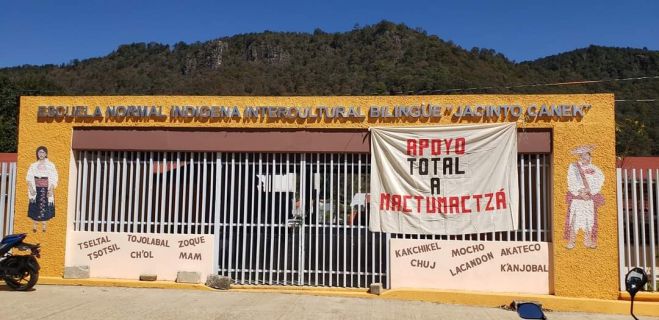 ESCUELA NORMAL INDIGENA INTERCULTURAL BILINGÜE "JACINTO CANEK"
APOYO
TOTAL
A
MACTUMACTZÁ
TSELTAL TOJOLABAL ZOQUE
TSOTSIL CH'OL MAM
KAKCHIKEL MOCHO AKATECO
CHUJ LACANDON K'ANJOBAL